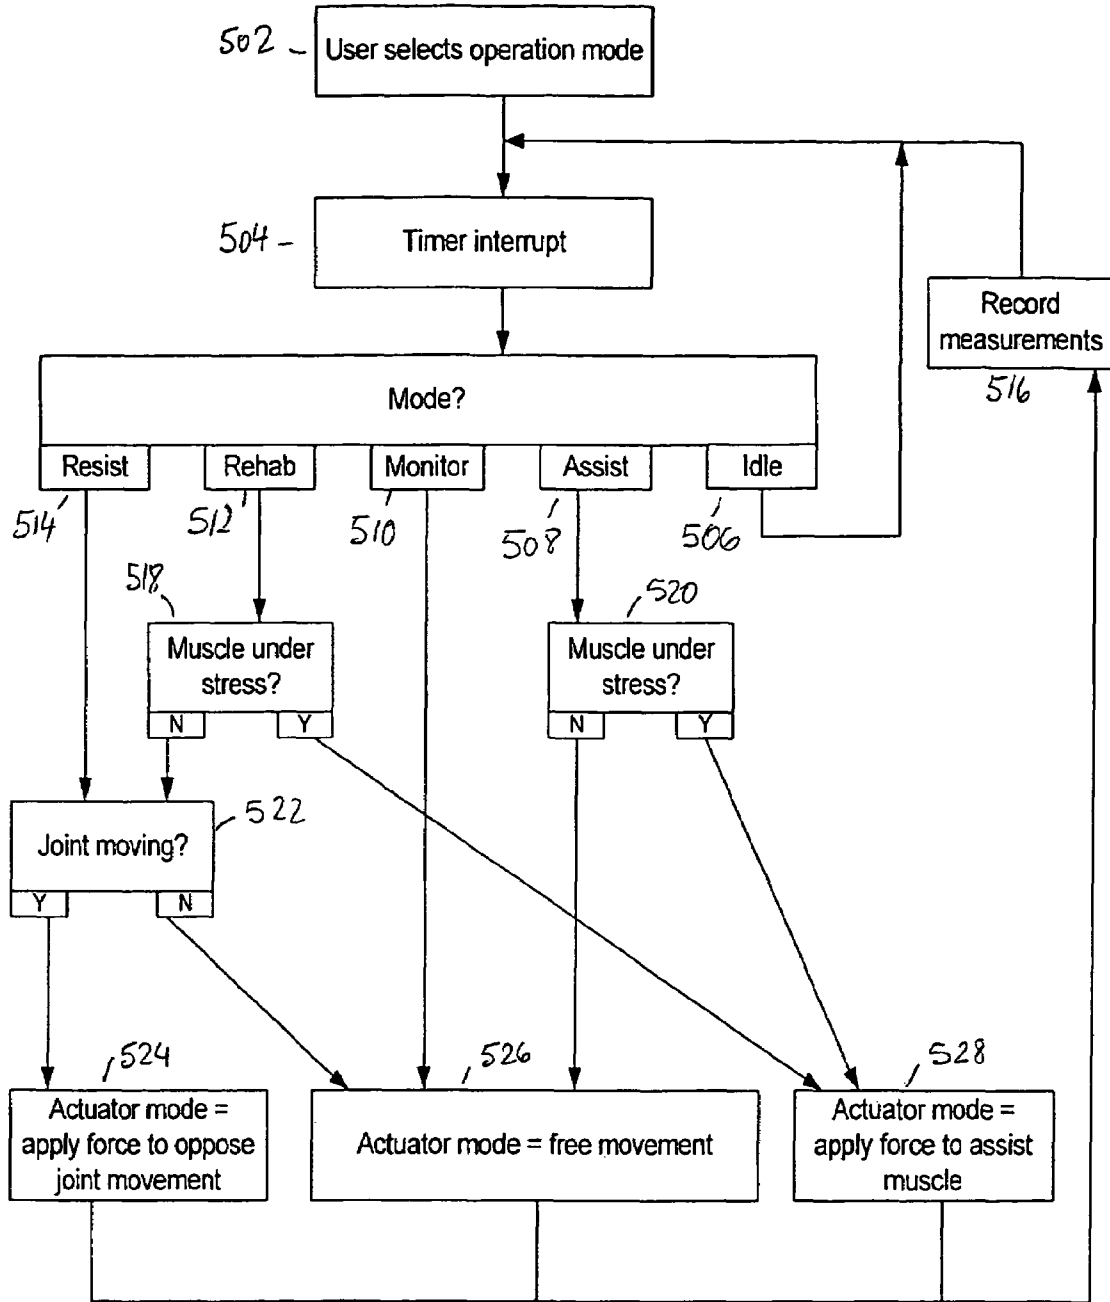 502
User selects operation mode
504
Timer interrupt
Record
measurements
516
Mode?
Resist
Rehab
Monitor
Assist
Idle
514
512
510
508
506
518
520
Muscle under
stress?
N
Y
Muscle under
stress?
N
Y
522
Joint moving?
Y
N
524
526
528
Actuator mode =
apply force to oppose
joint movement
Actuator mode = free movement
Actuator mode =
apply force to assist
muscle